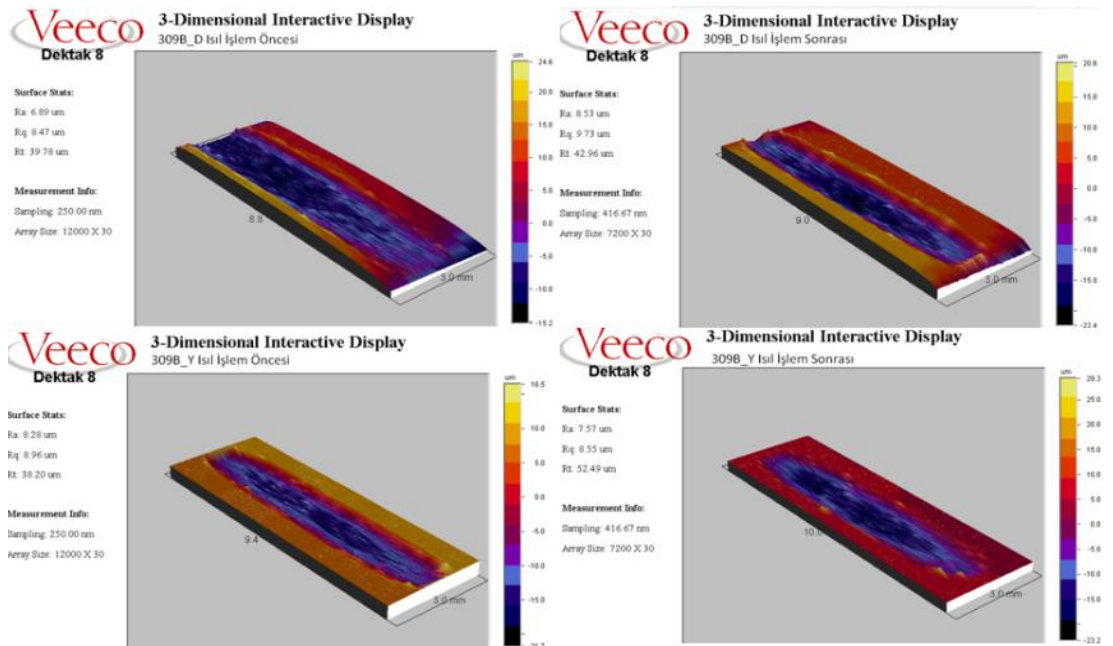 Veeco
Dektak 8
3-Dimensional Interactive Display
309B_D Isıl İşlem Öncesi
Surface Stats:
Ra: 6.89 um
Rq: 8.47 um
Rt: 39.78 um
Measurement Info:
Sampling: 250.00 nm
Array Size: 12000 X 30
8.8
3.0 mm
um
24.8
20.0
15.0
10.0
5.0
0.0
-5.0
-10.0
-15.2
Veeco
Dektak 8
3-Dimensional Interactive Display
309B_D Isıl İşlem Sonrası
Surface Stats:
Ra: 8.53 um
Rq: 9.73 um
Rt: 42.96 um
Measurement Info:
Sampling: 416.67 nm
Array Size: 7200 X 30
9.0
3.0 mm
um
20.6
15.0
10.0
5.0
0.0
-5.0
-10.0
-15.0
-22.4
Veeco
Dektak 8
3-Dimensional Interactive Display
309B_Y Isıl İşlem Öncesi
Surface Stats:
Ra: 8.28 um
Rq: 8.96 um
Rt: 38.20 um
Measurement Info:
Sampling: 250.00 nm
Array Size: 12000 X 30
9.4
3.0 mm
um
16.5
10.0
5.0
0.0
-5.0
-10.0
-15.0
Veeco
Dektak 8
3-Dimensional Interactive Display
309B_Y Isıl İşlem Sonrası
Surface Stats:
Ra: 7.57 um
Rq: 8.55 um
Rt: 52.49 um
Measurement Info:
Sampling: 416.67 nm
Array Size: 7200 X 30
10.0
3.0 mm
um
29.3
25.0
20.0
15.0
10.0
5.0
0.0
-5.0
-10.0
-15.0
-23.2